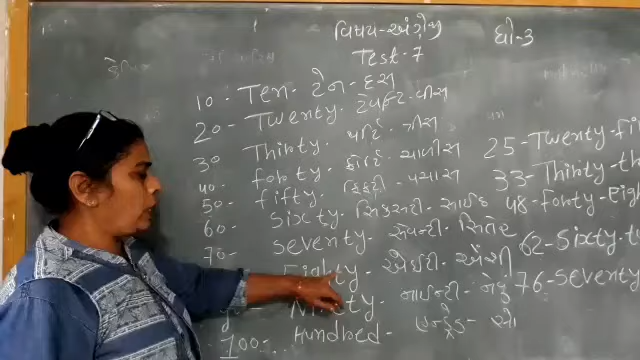 વિષય-અંગ્રેજી ધો-3
Test-7
10. Ten. ટેન - દસ
20- Twenty. ટવેન્ટિ - વીસ
30 Thirty. થર્ટિ - ત્રીસ
40- forty. ફોર્ટિ - ચાળીસ
50- fifty. ફિફ્ટી - પચાસ
60- Sixty. સિક્સટી - સાઈઠ
70- Seventy- સેવન્ટી - સિત્તેર
Eighty- એઈટી - એંસી
Ninety. નાઈન્ટી - નેવું
100-. Hundred- હન્ડ્રેડ - સો
25-Twenty-fi
33-Thirty-th
48-Forty-Eigh
62-Sixty-t
76-Seventy